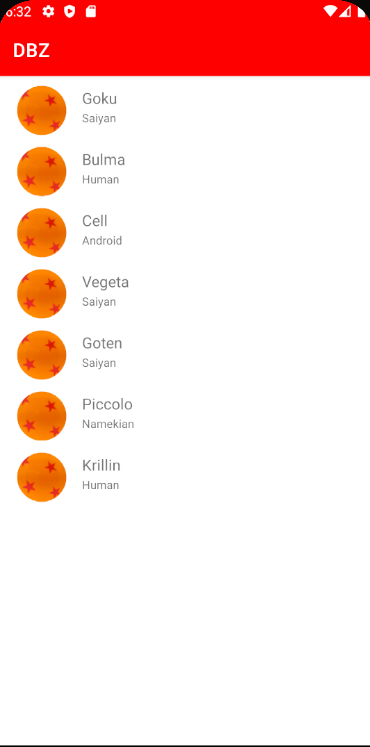 6:32
DBZ
Goku
Saiyan
Bulma
Human
Cell
Android
Vegeta
Saiyan
Goten
Saiyan
Piccolo
Namekian
Krillin
Human